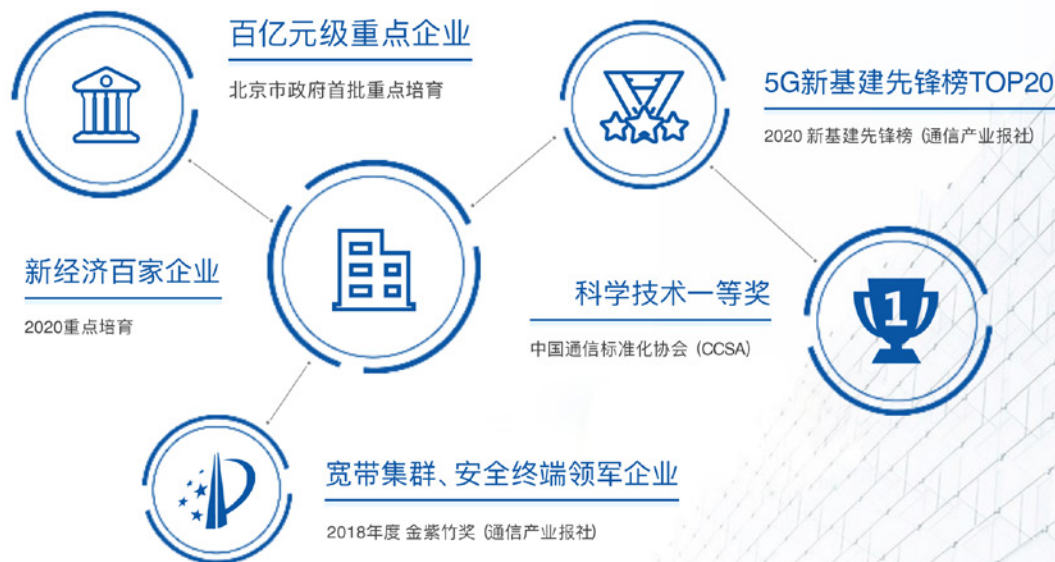 百亿元级重点企业
北京市政府首批重点培育
5G新基建先锋榜TOP20
2020 新基建先锋榜 (通信产业报社)
新经济百家企业
2020重点培育
科学技术一等奖
中国通信标准化协会 (CCSA)
1
宽带集群、安全终端领军企业
2018年度 金紫竹奖 (通信产业报社)